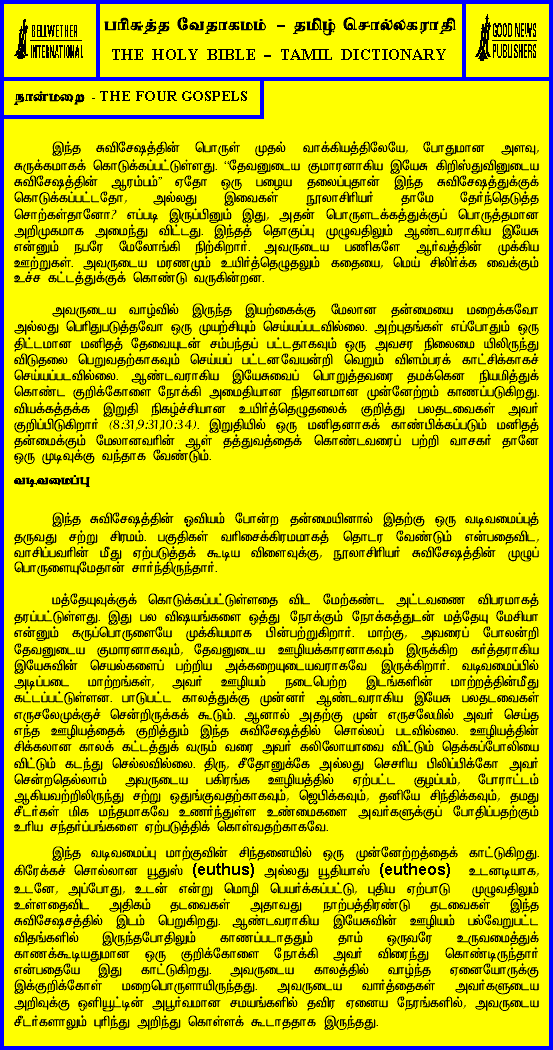 BELLWETHER
INTERNATIONAL
பரிசுத்த வேதாகமம் – தமிழ் சொல்லகராதி
THE HOLY BIBLE – TAMIL DICTIONARY
GOOD NEWS
PUBLISHERS
நான்மறை - THE FOUR GOSPELS
இந்த சுவிசேஷத்தின் பொருள் முதல் வாக்கியத்திலேயே, போதுமான அளவு,
சுருக்கமாகக் கொடுக்கப்பட்டுள்ளது. “தேவனுடைய குமாரனாகிய இயேசு கிறிஸ்துவினுடைய
சுவிசேஷத்தின் ஆரம்பம்” ஏதோ ஒரு பழைய தலைப்புதான் இந்த சுவிசேஷத்துக்குக்
கொடுக்கப்பட்டதோ, அல்லது இவைகள் நூலாசிரியர் தாமே தேர்ந்தெடுத்த
சொற்கள்தானோ? எப்படி இருப்பினும் இது, அதன் பொருளடக்கத்துக்குப் பொருத்தமான
அறிமுகமாக அமைந்து விட்டது. இந்தத் தொகுப்பு முழுவதிலும் ஆண்டவராகிய இயேசு
என்னும் நபரே மேலோங்கி நிற்கிறார். அவருடைய பணிகளே ஆர்வத்தின் முக்கிய
ஊற்றுகள். அவருடைய மரணமும் உயிர்த்தெழுதலும் கதையை, மெய் சிலிர்க்க வைக்கும்
உச்ச கட்டத்துக்குக் கொண்டு வருகின்றன.
அவருடைய வாழ்வில் இருந்த இயற்கைக்கு மேலான தன்மையை மறைக்கவோ
அல்லது பெரிதுபடுத்தவோ ஒரு முயற்சியும் செய்யப்படவில்லை. அற்புதங்கள் எப்போதும் ஒரு
திட்டமான மனிதத் தேவையுடன் சம்பந்தப் பட்டதாகவும் ஒரு அவசர நிலைமை யிலிருந்து
விடுதலை பெறுவதற்காகவும் செய்யப் பட்டனவேயன்றி வெறும் விளம்பரக் காட்சிக்காகச்
செய்யப்படவில்லை. ஆண்டவராகிய இயேசுவைப் பொறுத்தவரை தமக்கென நியமித்துக்
கொண்ட குறிக்கோளை நோக்கி அமைதியான நிதானமான முன்னேற்றம் காணப்படுகிறது.
வியக்கத்தக்க இறுதி நிகழ்ச்சியான உயிர்த்தெழுதலைக் குறித்து பலதடவைகள் அவர்
குறிப்பிடுகிறார் (8:31,9:31,10:34). இறுதியில் ஒரு மனிதனாகக் காண்பிக்கப்படும் மனிதத்
தன்மைக்கும் மேலானவரின் ஆள் தத்துவத்தைக் கொண்டவரைப் பற்றி வாசகர் தானே
ஒரு முடிவுக்கு வந்தாக வேண்டும்.
வடிவமைப்பு
இந்த சுவிசேஷத்தின் ஓவியம் போன்ற தன்மையினால் இதற்கு ஒரு வடிவமைப்புத்
தருவது சற்று சிரமம். பகுதிகள் வரிசைக்கிரமமாகத் தொடர வேண்டும் என்பதைவிட,
வாசிப்பவரின் மீது ஏற்படுத்தக் கூடிய விளைவுக்கு, நூலாசிரியர் சுவிசேஷத்தின் முழுப்
பொருளையுமேதான் சார்ந்திருந்தார்.
மத்தேயுவுக்குக் கொடுக்கப்பட்டுள்ளதை விட மேற்கண்ட அட்டவணை விபரமாகத்
தரப்பட்டுள்ளது. இது பல விஷயங்களை ஒத்து நோக்கும் நோக்கத்துடன் மத்தேயு மேசியா
என்னும் கருப்பொருளையே முக்கியமாக பின்பற்றுகிறார். மாற்கு, அவரைப் போலன்றி
தேவனுடைய குமாரனாகவும், தேவனுடைய ஊழியக்காரனாகவும் இருக்கிற கர்த்தராகிய
இயேசுவின் செயல்களைப் பற்றிய அக்கறையுடையவராகவே இருக்கிறார். வடிவமைப்பில்
அடிப்படை மாற்றங்கள், அவர் ஊழியம் நடைபெற்ற இடங்களின் மாற்றத்தின்மீது
கட்டப்பட்டுள்ளன. பாடுபட்ட காலத்துக்கு முன்னர் ஆண்டவராகிய இயேசு பலதடவைகள்
எருசலேமுக்குச் சென்றிருக்கக் கூடும். ஆனால் அதற்கு முன் எருசலேமில் அவர் செய்த
எந்த ஊழியத்தைக் குறித்தும் இந்த சுவிசேஷத்தில் சொல்லப் படவில்லை. ஊழியத்தின்
சிக்கலான காலக் கட்டத்துக் வரும் வரை அவர் கலிலோயாவை விட்டும் தெக்கப்போலியை
விட்டும் கடந்து செல்லவில்லை. திரு, சீதோனுக்கே அல்லது செசரிய பிலிப்பிக்கோ அவர்
சென்றதெல்லாம் அவருடைய பகிரங்க ஊழியத்தில் ஏற்பட்ட குழப்பம், போராட்டம்
ஆகியவற்றிலிருந்து சற்று ஒதுங்குவதற்காகவும், ஜெபிக்கவும், தனியே சிந்திக்கவும், தமது
சீடர்கள் மிக மந்தமாகவே உணர்ந்துள்ள உண்மைகளை அவர்களுக்குப் போதிப்பதற்கும்
உரிய சந்தர்ப்பங்களை ஏற்படுத்திக் கொள்வதற்காகவே.
இந்த வடிவமைப்பு மாற்குவின் சிந்தனையில் ஒரு முன்னேற்றத்தைக் காட்டுகிறது.
கிரேக்கச் சொல்லான யூதுஸ் (euthus) அல்லது யூதியாஸ் (eutheos) உடனடியாக,
உடனே, அப்போது, உடன் என்று மொழி பெயர்க்கப்பட்டு, புதிய ஏற்பாடு முழுவதிலும்
உள்ளதைவிட அதிகம் தடவைகள் அதாவது நாற்பத்திரண்டு தடவைகள் இந்த
சுவிசேஷசத்தில் இடம் பெறுகிறது. ஆண்டவராகிய இயேசுவின் ஊழியம் பல்வேறுபட்ட
விதங்களில் இருந்தபோதிலும் காணப்படாததும் தாம் ஒருவரே உருவமைத்துக்
காணக்கூடியதுமான ஒரு குறிக்கோளை நோக்கி அவர் விரைந்து கொண்டிருந்தார்
என்பதையே இது காட்டுகிறது. அவருடைய காலத்தில் வாழ்ந்த ஏனையோருக்கு
இக்குறிக்கோள் மறைபொருளாயிருந்தது. அவருடைய வார்த்தைகள் அவர்களுடைய
அறிவுக்கு ஒளியூட்டின் அபூர்வமான சமயங்களில் தவிர ஏனைய நேரங்களில், அவருடைய
சீடர்களாலும் புரிந்து அறிந்து கொள்ளக் கூடாததாக இருந்தது.